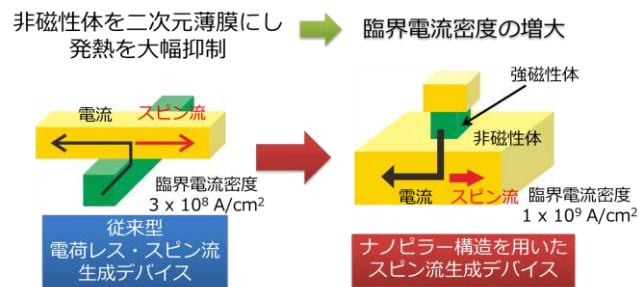 非磁性体を二次元薄膜にし
発熱を大幅抑制
臨界電流密度の増大
電流
スピン流
臨界電流密度
3 x 10⁸ A/cm²
従来型
電荷レス・スピン流
生成デバイス
強磁性体
非磁性体
電流
スピン流
臨界電流密度
1 x 10⁹ A/cm²
ナノピラー構造を用いた
スピン流生成デバイス